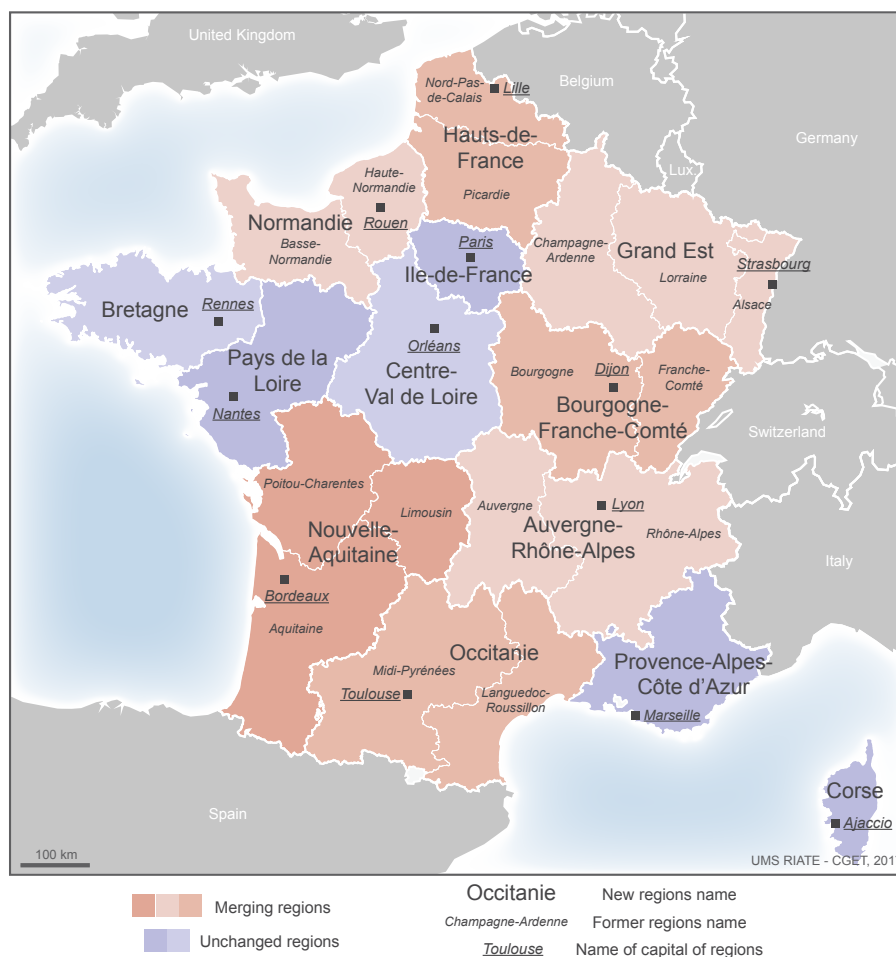 United Kingdom
Belgium
Germany
Lux.
Nord-Pas-
de-Calais
Lille
Hauts-de-
France
Picardie
Haute-
Normandie
Normandie
Rouen
Basse-
Normandie
Paris
Ile-de-France
Champagne-
Ardenne
Grand Est
Lorraine
Strasbourg
Alsace
Bretagne
Rennes
Pays de la
Loire
Nantes
Orléans
Centre-
Val de Loire
Bourgogne
Dijon
Franche-
Comté
Bourgogne-
Franche-Comté
Switzerland
Poitou-Charentes
Limousin
Nouvelle-
Aquitaine
Bordeaux
Aquitaine
Auvergne
Lyon
Auvergne-
Rhône-Alpes
Rhône-Alpes
Italy
Occitanie
Midi-Pyrénées
Toulouse
Languedoc-
Roussillon
Provence-Alpes-
Côte d'Azur
Marseille
Corse
Ajaccio
Spain
100 km
UMS RIATE - CGET, 201
Merging regions
Unchanged regions
Occitanie New regions name
Champagne-Ardenne Former regions name
Toulouse Name of capital of regions